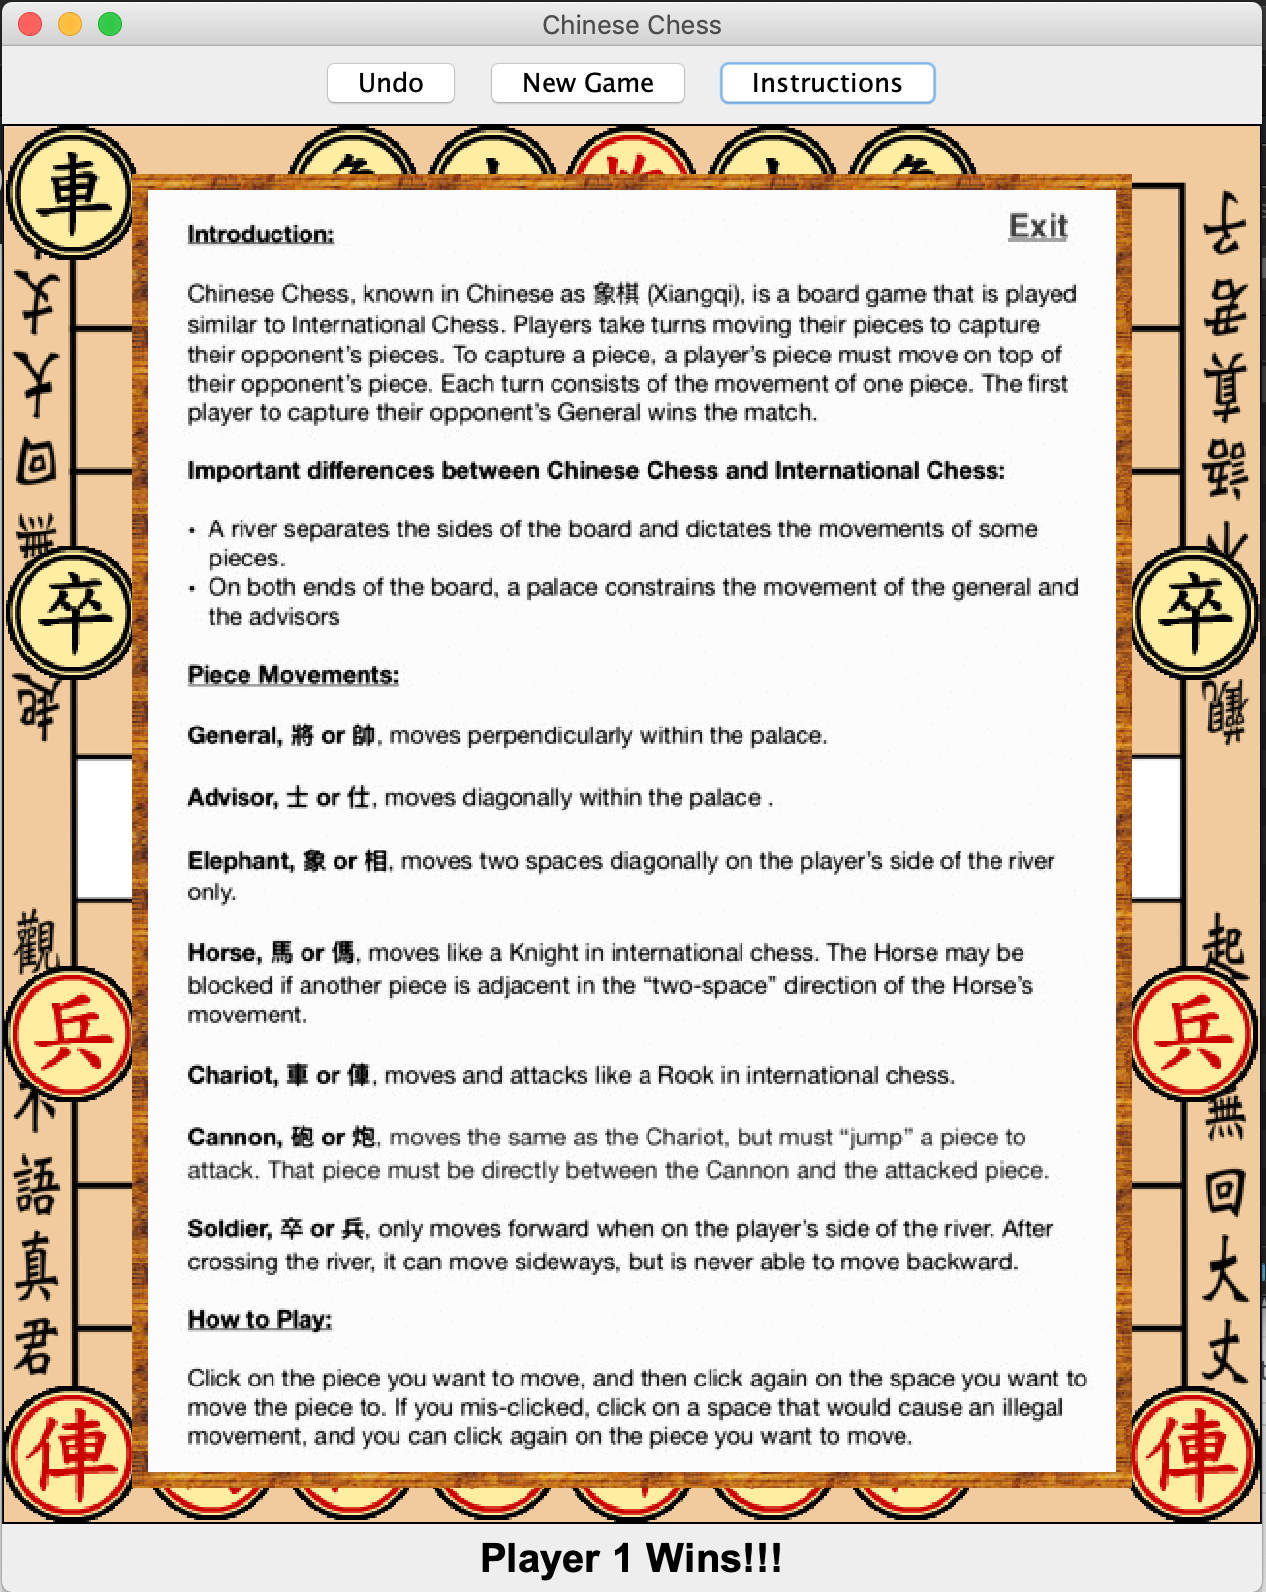 Chinese Chess
Undo
New Game
Instructions
車
Exit
Introduction:
Chinese Chess, known in Chinese as 象棋 (Xiangqi), is a board game that is played
similar to International Chess. Players take turns moving their pieces to capture
their opponent's pieces. To capture a piece, a player's piece must move on top of
their opponent's piece. Each turn consists of the movement of one piece. The first
player to capture their opponent's General wins the match.
Important differences between Chinese Chess and International Chess:
• A river separates the sides of the board and dictates the movements of some
pieces.
• On both ends of the board, a palace constrains the movement of the general and
the advisors
Piece Movements:
General, 將 or 帥, moves perpendicularly within the palace.
Advisor, 士 or 仕, moves diagonally within the palace .
Elephant, 象 or 相, moves two spaces diagonally on the player's side of the river
only.
Horse, 馬 or 傌, moves like a Knight in international chess. The Horse may be
blocked if another piece is adjacent in the “two-space” direction of the Horse's
movement.
Chariot, 車 or 俥, moves and attacks like a Rook in international chess.
Cannon, 砲 or 炮, moves the same as the Chariot, but must “jump” a piece to
attack. That piece must be directly between the Cannon and the attacked piece.
Soldier, 卒 or 兵, only moves forward when on the player's side of the river. After
crossing the river, it can move sideways, but is never able to move backward.
How to Play:
Click on the piece you want to move, and then click again on the space you want to
move the piece to. If you mis-clicked, click on a space that would cause an illegal
movement, and you can click again on the piece you want to move.
丈大回無
起
卒
觀
兵
不語真君
俥
子君真語不
卒
觀
起
兵
無回大丈
俥
Player 1 Wins!!!